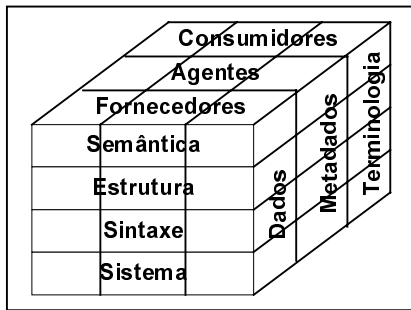 Consumidores
Agentes
Fornecedores
Semântica
Estrutura
Sintaxe
Sistema
Dados
Metadados
Terminologia